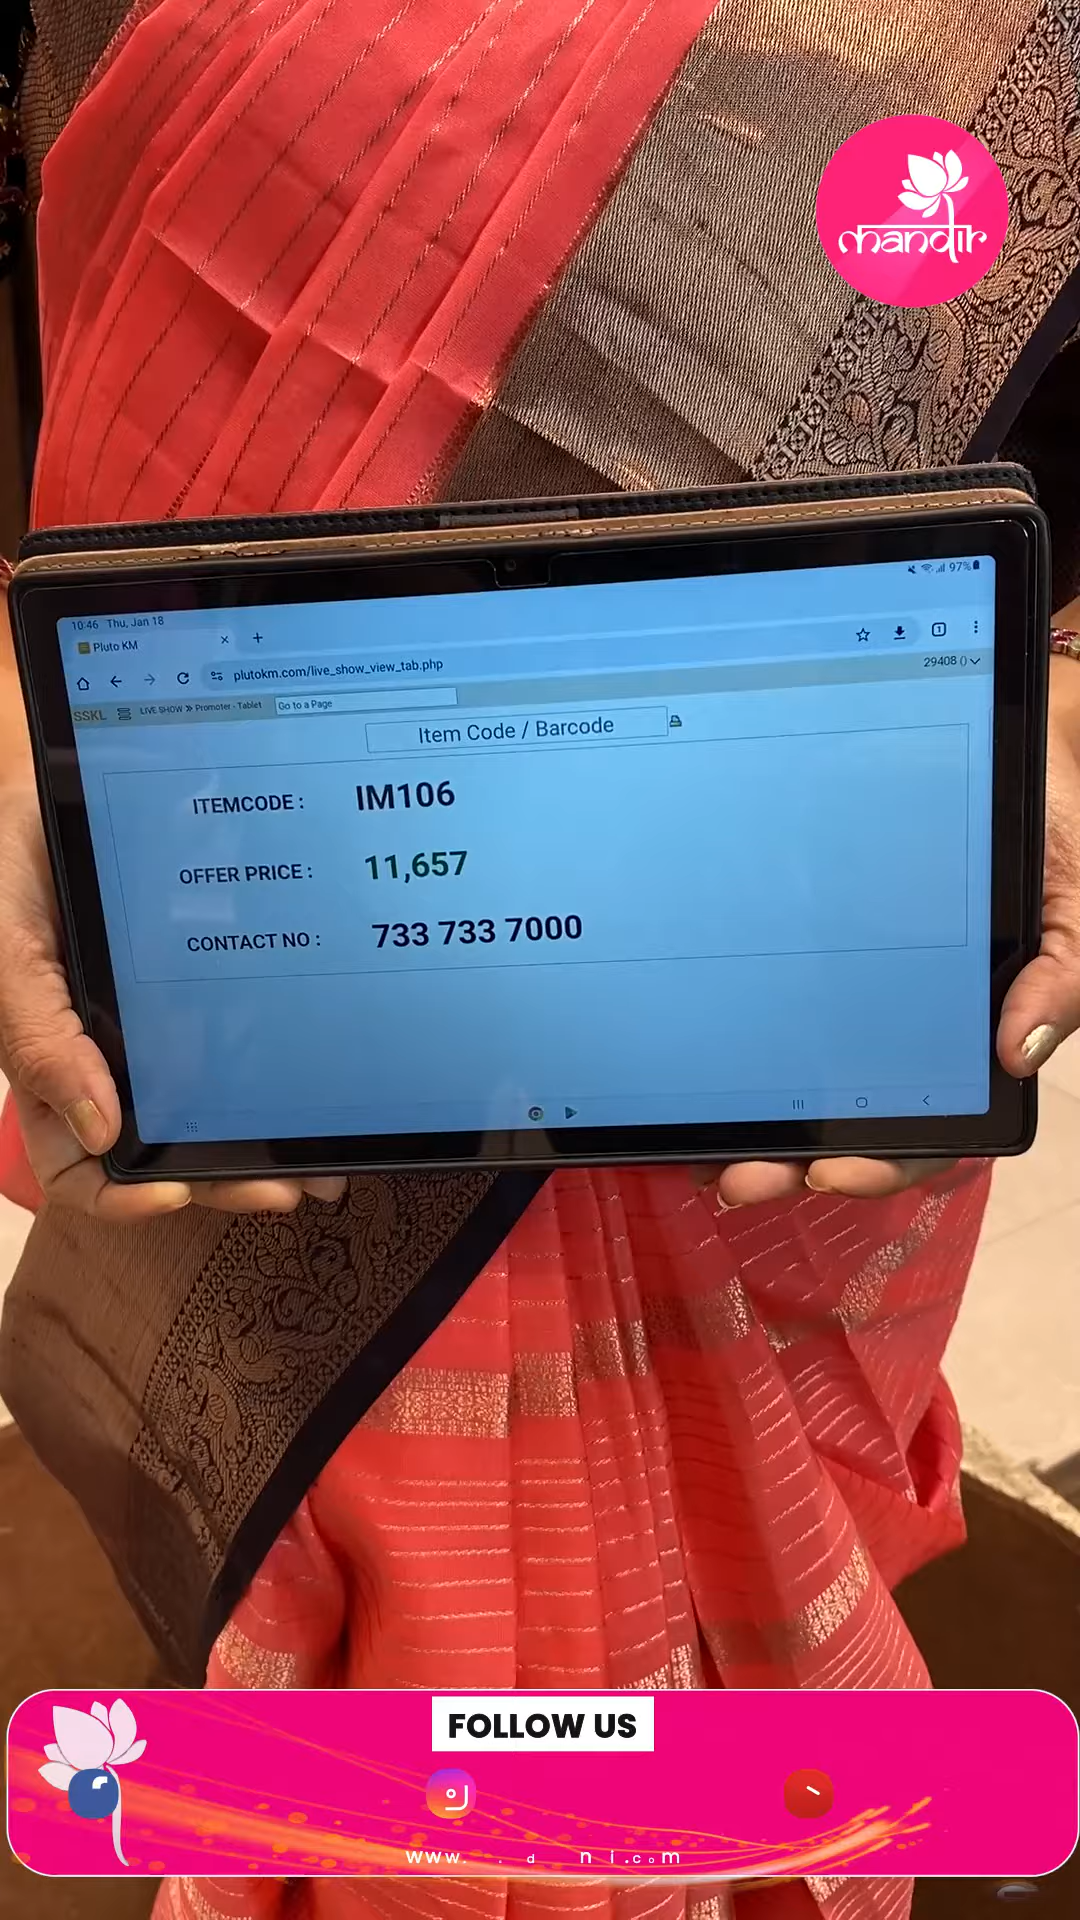 mandir
10:46 Thu, Jan 18
97%
Pluto KM
plutokm.com/live_show_view_tab.php
1
29408 ()
SSKL
LIVE SHOW » Promoter - Tablet
Go to a Page
Item Code / Barcode
ITEMCODE : IM106
OFFER PRICE : 11,657
CONTACT NO : 733 733 7000
FOLLOW US